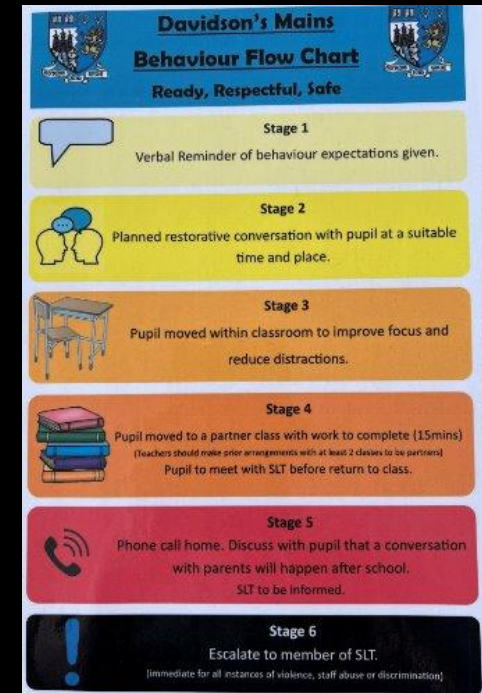 Davidson's Mains
Behaviour Flow Chart
Ready, Respectful, Safe
Stage 1
Verbal Reminder of behaviour expectations given.
Stage 2
Planned restorative conversation with pupil at a suitable
time and place.
Stage 3
Pupil moved within classroom to improve focus and
reduce distractions.
Stage 4
Pupil moved to a partner class with work to complete (15mins)
(Teachers should make prior arrangements with at least 2 classes to be partners)
Pupil to meet with SLT before return to class.
Stage 5
Phone call home. Discuss with pupil that a conversation
with parents will happen after school.
SLT to be informed.
Stage 6
Escalate to member of SLT.
(immediate for all instances of violence, staff abuse or discrimination)